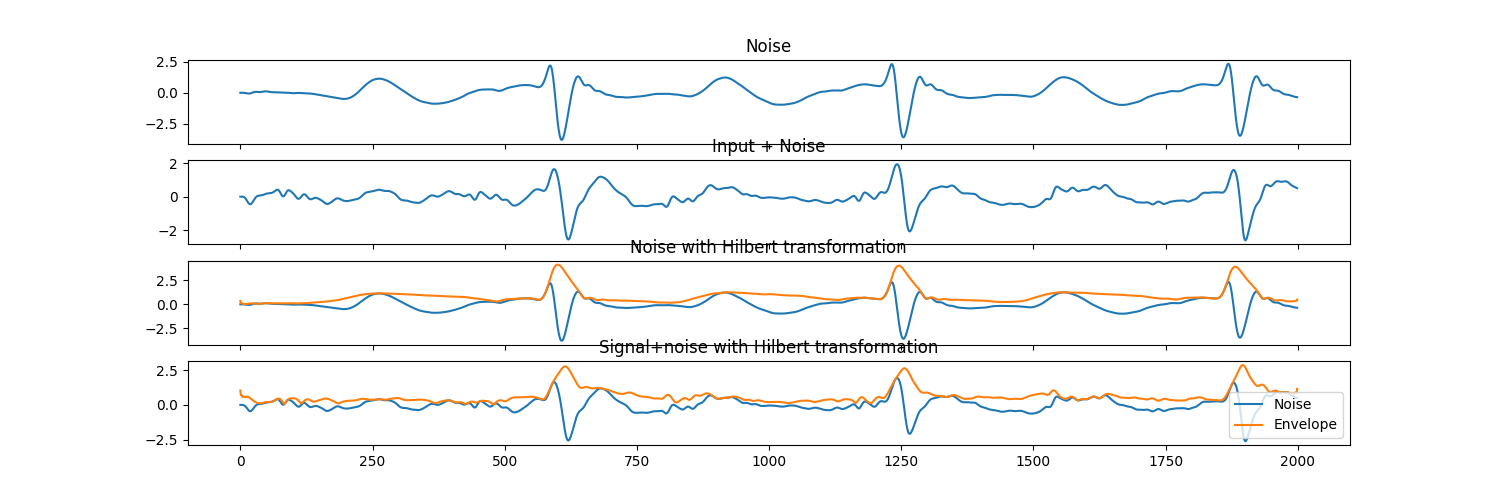 Noise
2.5
0.0
−2.5
Input + Noise
2
0
−2
Noise with Hilbert transformation
2.5
0.0
−2.5
Signal+noise with Hilbert transformation
2.5
0.0
−2.5
Noise
Envelope
0 250 500 750 1000 1250 1500 1750 2000